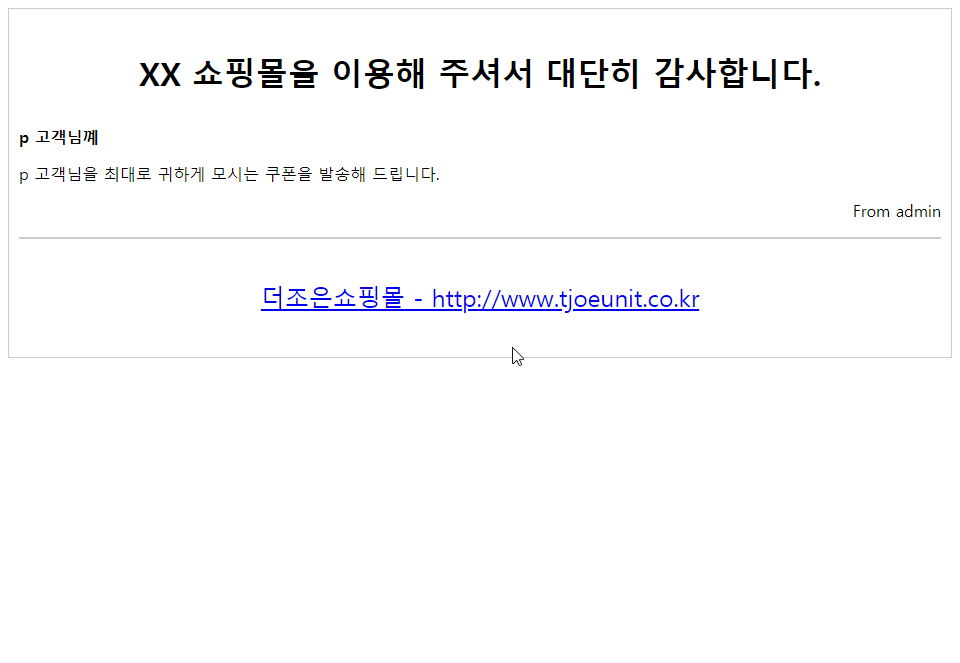 XX 쇼핑몰을 이용해 주셔서 대단히 감사합니다.
p 고객님꼐
p 고객님을 최대로 귀하게 모시는 쿠폰을 발송해 드립니다.
From admin
더조은쇼핑몰 - http://www.tjoeunit.co.kr